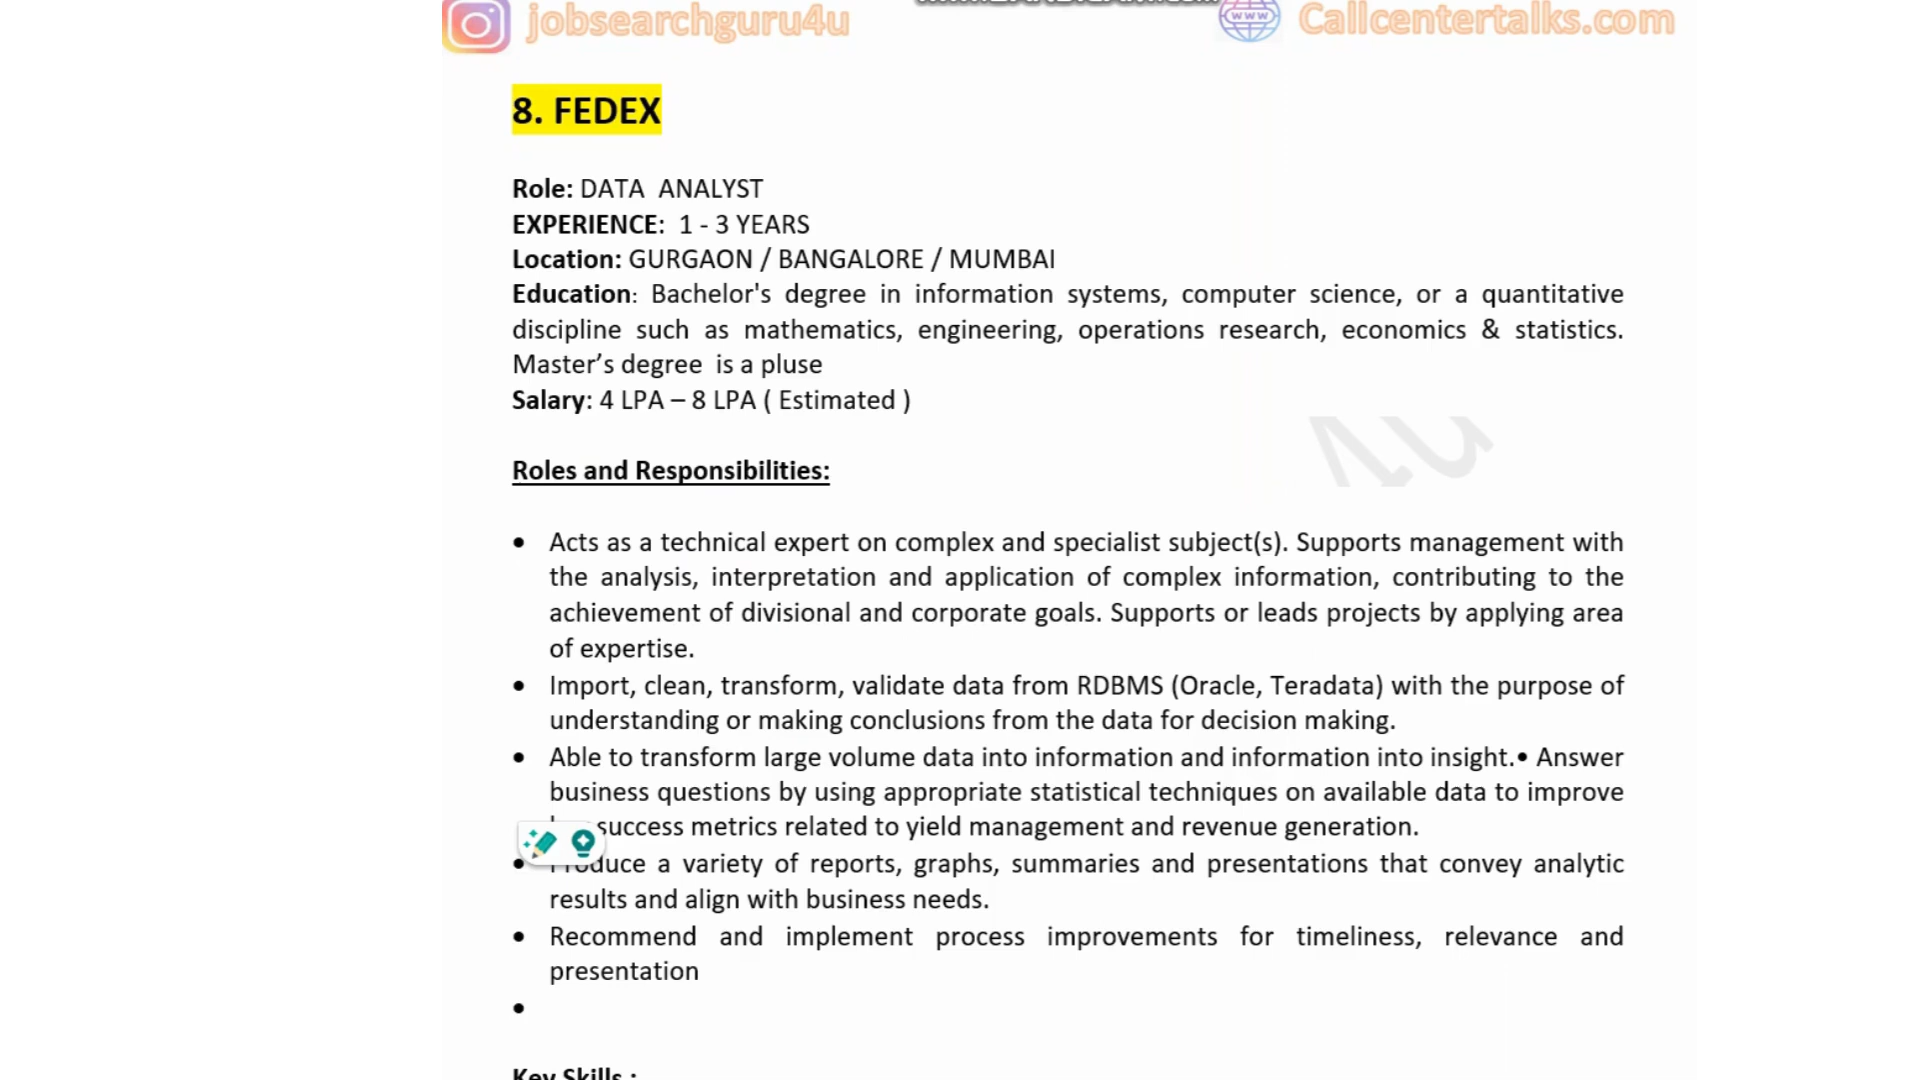 jobsearchguru4u
www
Callcentertalks.com
8. FEDEX
Role: DATA  ANALYST
EXPERIENCE:  1 - 3 YEARS
Location: GURGAON / BANGALORE / MUMBAI
Education: Bachelor's degree in information systems, computer science, or a quantitative
discipline such as mathematics, engineering, operations research, economics & statistics.
Master’s degree  is a pluse
Salary: 4 LPA – 8 LPA ( Estimated )
Roles and Responsibilities:
• Acts as a technical expert on complex and specialist subject(s). Supports management with
the analysis, interpretation and application of complex information, contributing to the
achievement of divisional and corporate goals. Supports or leads projects by applying area
of expertise.
• Import, clean, transform, validate data from RDBMS (Oracle, Teradata) with the purpose of
understanding or making conclusions from the data for decision making.
• Able to transform large volume data into information and information into insight.• Answer
business questions by using appropriate statistical techniques on available data to improve
success metrics related to yield management and revenue generation.
• Produce a variety of reports, graphs, summaries and presentations that convey analytic
results and align with business needs.
• Recommend and implement process improvements for timeliness, relevance and
presentation
•
Key Skills :